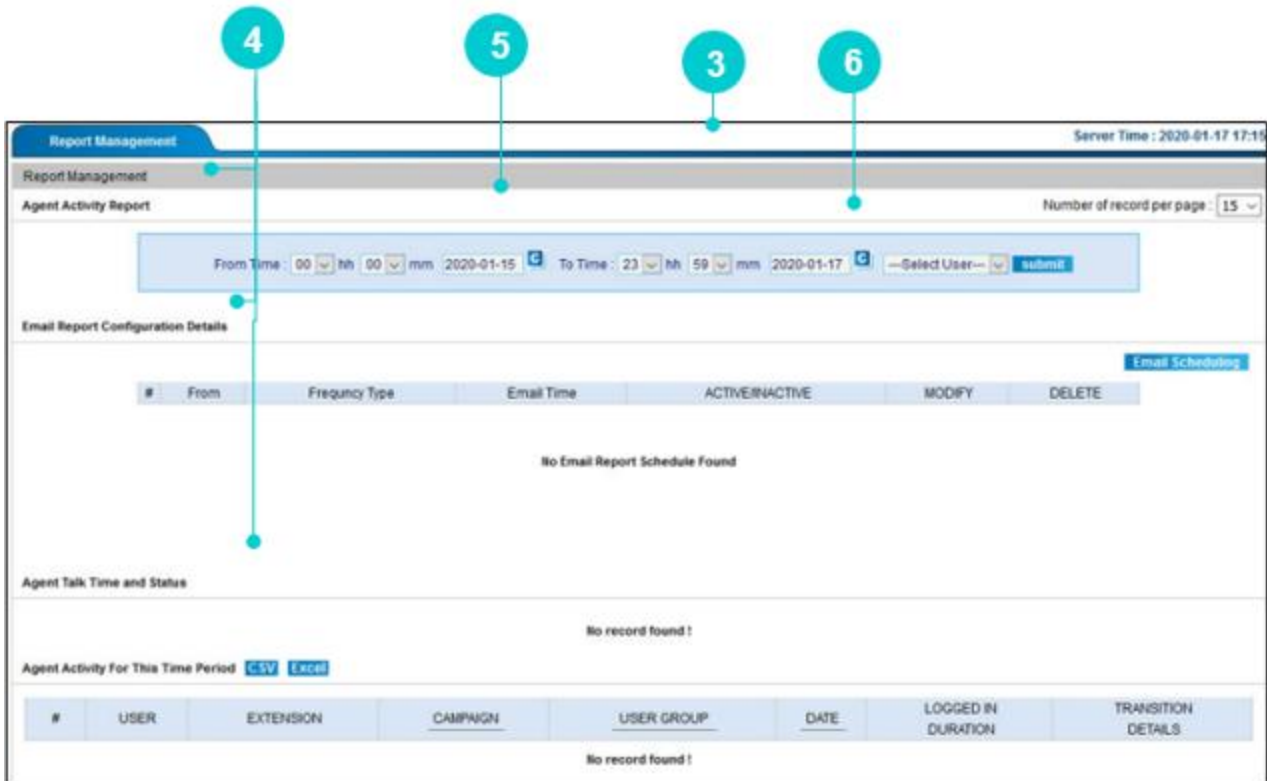 4
5
3
6
Report Management
Server Time : 2020-01-17 17:15
Report Management
Agent Activity Report
Number of record per page : 15
From Time : 00 hh 00 mm 2020-01-15 C To Time : 23 hh 59 mm 2020-01-17 C ---Select User--- submit
Email Report Configuration Details
Email Scheduling
# From Frequncy Type Email Time ACTIVE/INACTIVE MODIFY DELETE
No Email Report Schedule Found
Agent Talk Time and Status
No record found !
Agent Activity For This Time Period CSV Excel
# USER EXTENSION CAMPAIGN USER GROUP DATE LOGGED IN DURATION TRANSITION DETAILS
No record found !